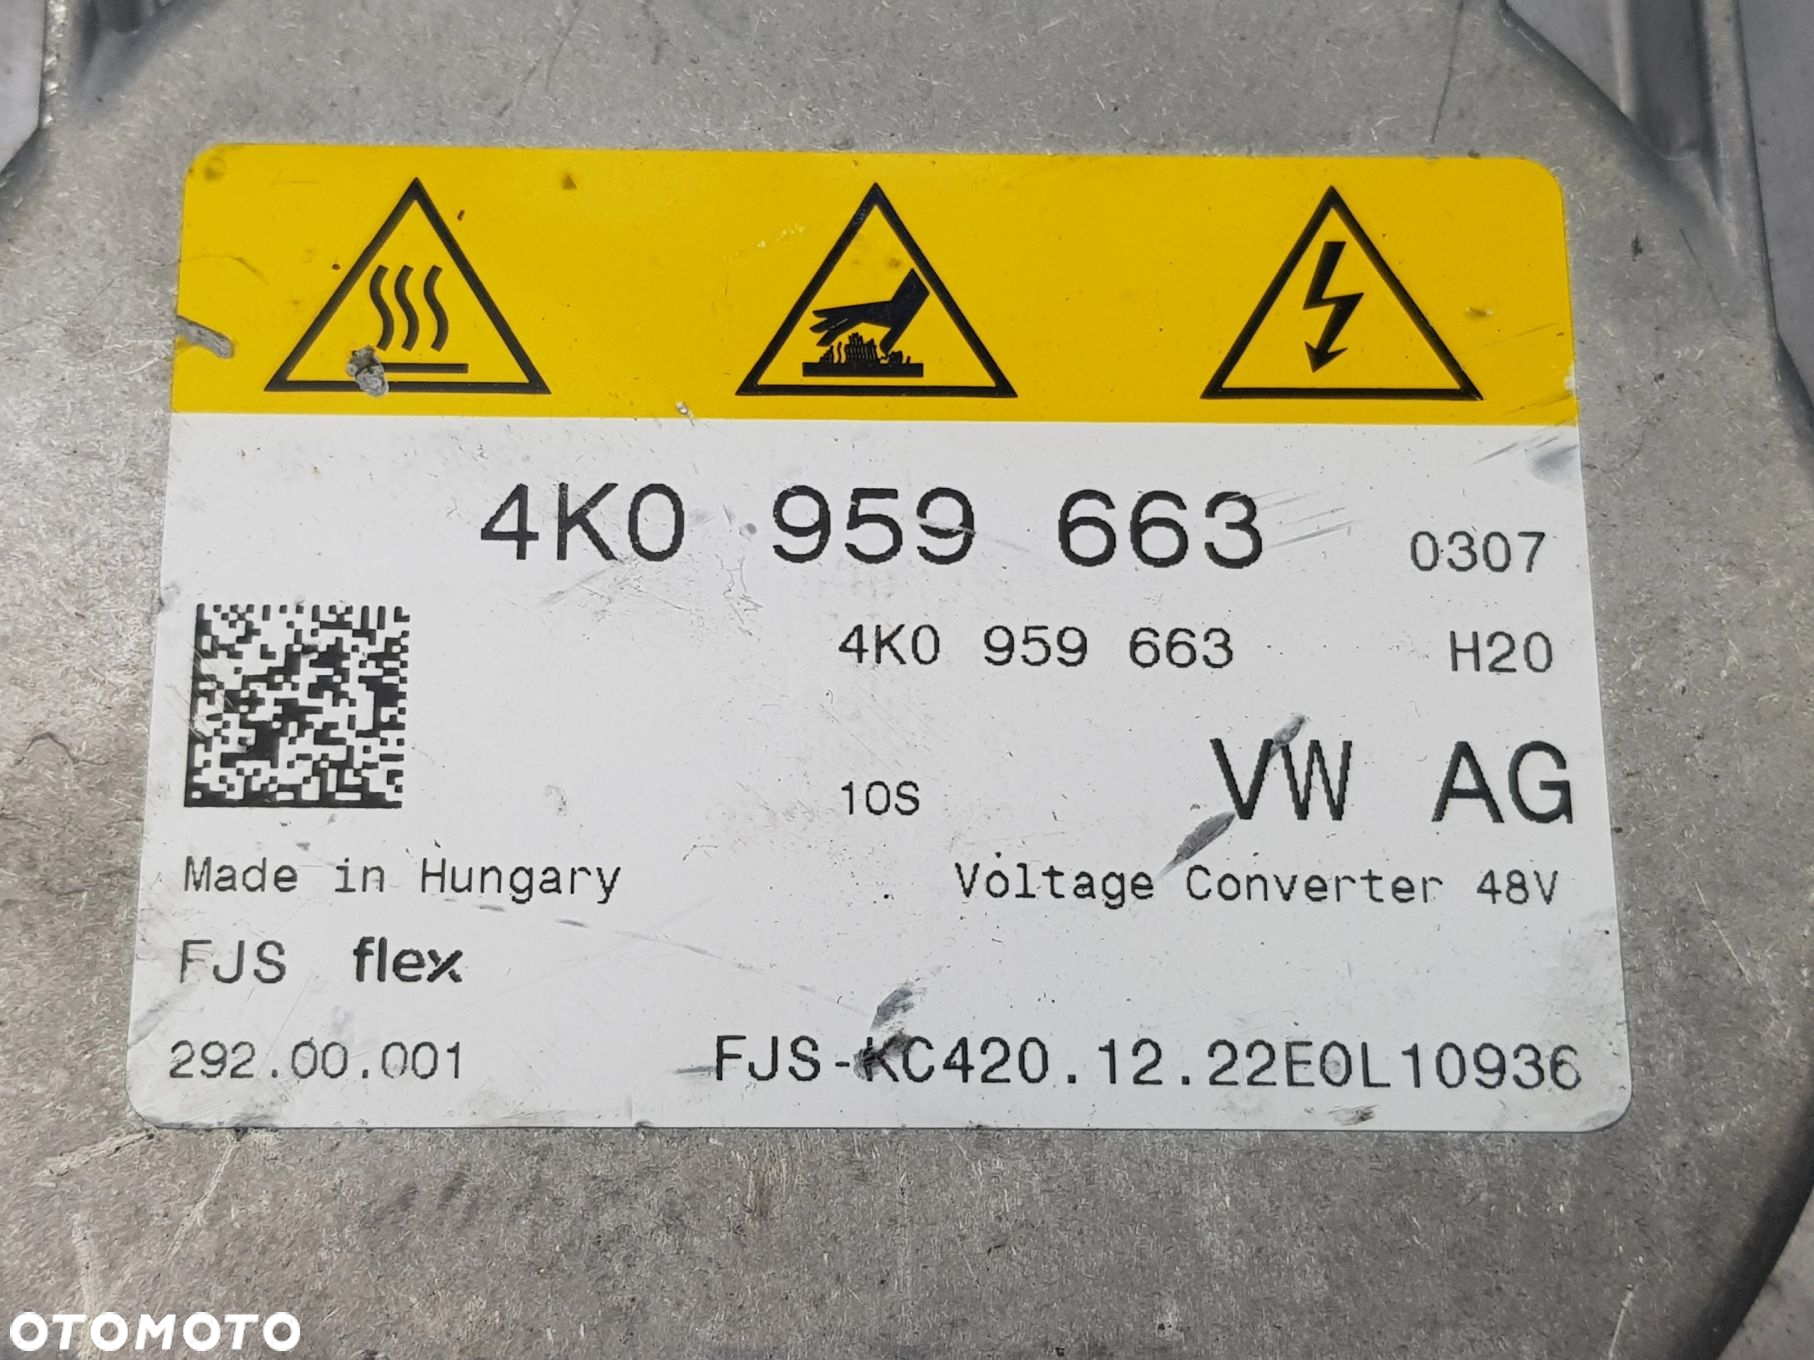 4K0 959 663 0307
4K0 959 663 H20
10S VW AG
Made in Hungary Voltage Converter 48V
FJS flex
292.00.001 FJS-KC420.12.22E0L10936
OTOMOTO